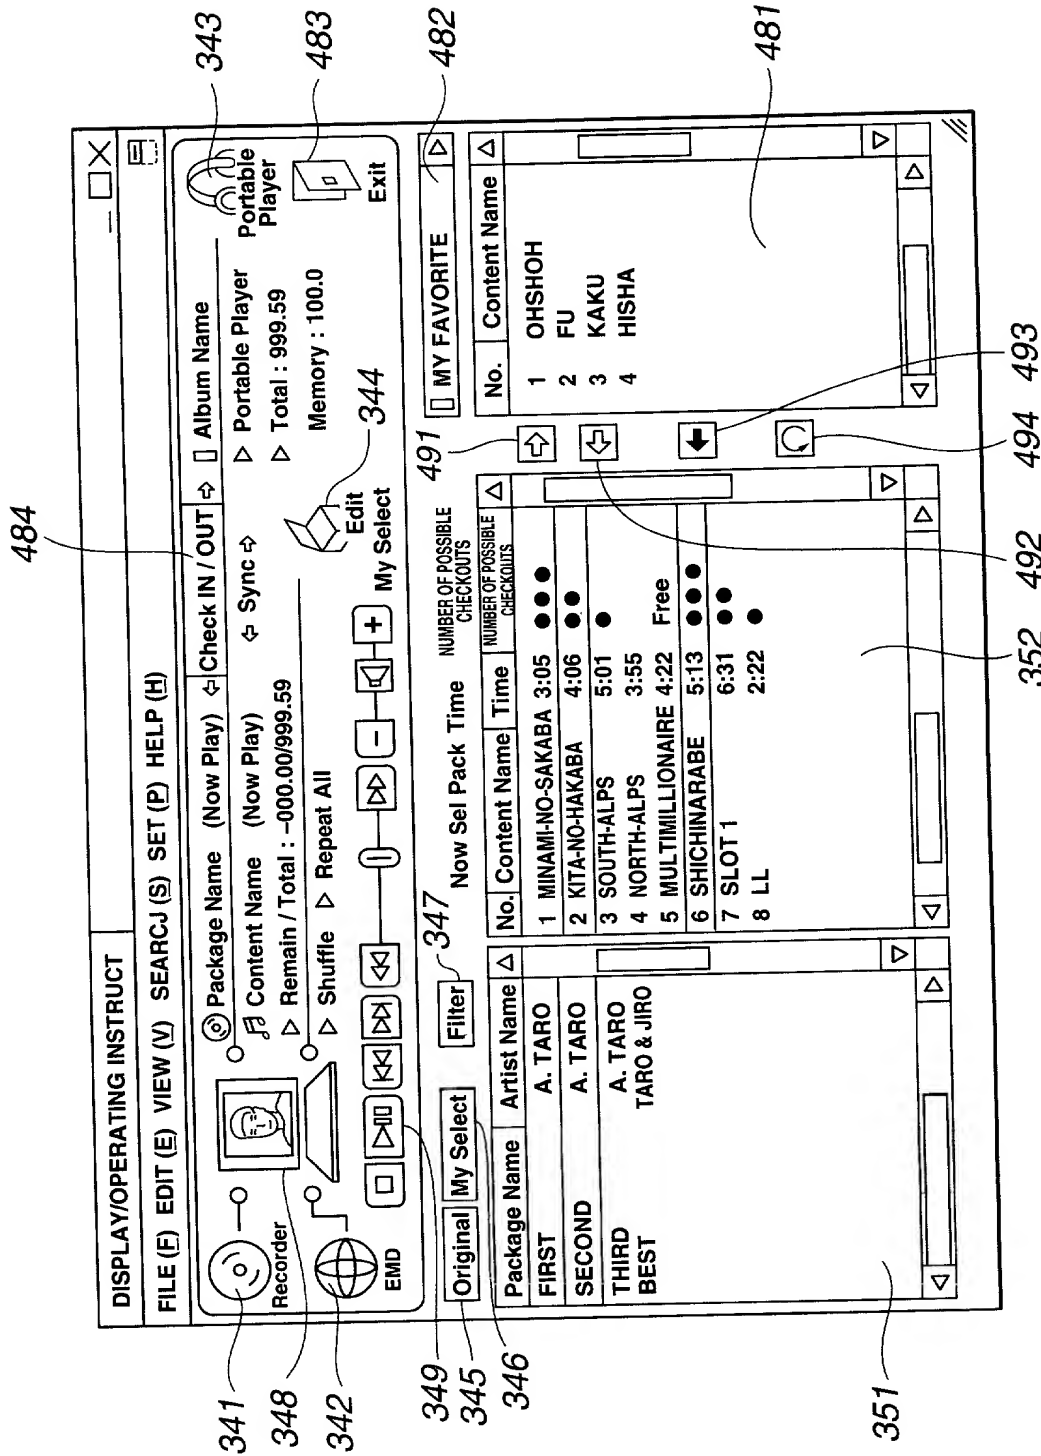 484
DISPLAY/OPERATING INSTRUCT
FILE (F) EDIT (E) VIEW (V) SEARCJ (S) SET (P) HELP (H)
341
348
342
349
345
346
351
343
483
482
481
Recorder
EMD
Package Name (Now Play)
Check IN / OUT
Album Name
Content Name (Now Play)
Sync
Portable Player
Remain / Total : –000.00/999.59
Total : 999.59
Shuffle Repeat All
Memory : 100.0
Portable
Player
Exit
Edit
344
My Select
Original
My Select
Filter
347
Now Sel Pack Time
NUMBER OF POSSIBLE
CHECKOUTS
491
MY FAVORITE
Package Name Artist Name
FIRST A. TARO
SECOND A. TARO
THIRD A. TARO
BEST TARO & JIRO
No. Content Name Time NUMBER OF POSSIBLE
CHECKOUTS
1 MINAMI-NO-SAKABA 3:05 ●●●
2 KITA-NO-HAKABA 4:06 ●●
3 SOUTH-ALPS 5:01 ●
4 NORTH-ALPS 3:55
5 MULTIMILLIONAIRE 4:22 Free
6 SHICHINARABE 5:13 ●●●
7 SLOT 1 6:31 ●●
8 LL 2:22 ●
No. Content Name
1 OHSHOH
2 FU
3 KAKU
4 HISHA
352
492
494
493